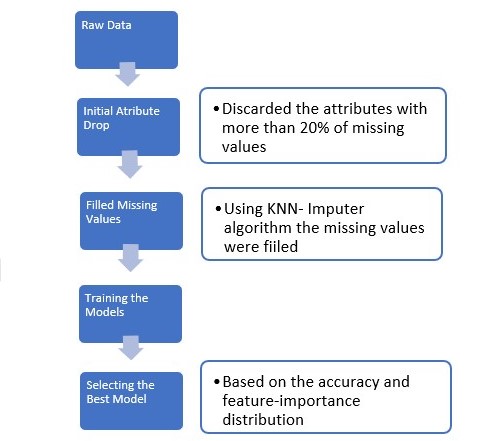 Raw Data
Initial Atribute
Drop
• Discarded the attributes with
more than 20% of missing
values
Filled Missing
Values
• Using KNN- Imputer
algorithm the missing values
were fiiled
Training the
Models
Selecting the
Best Model
• Based on the accuracy and
feature-importance
distribution